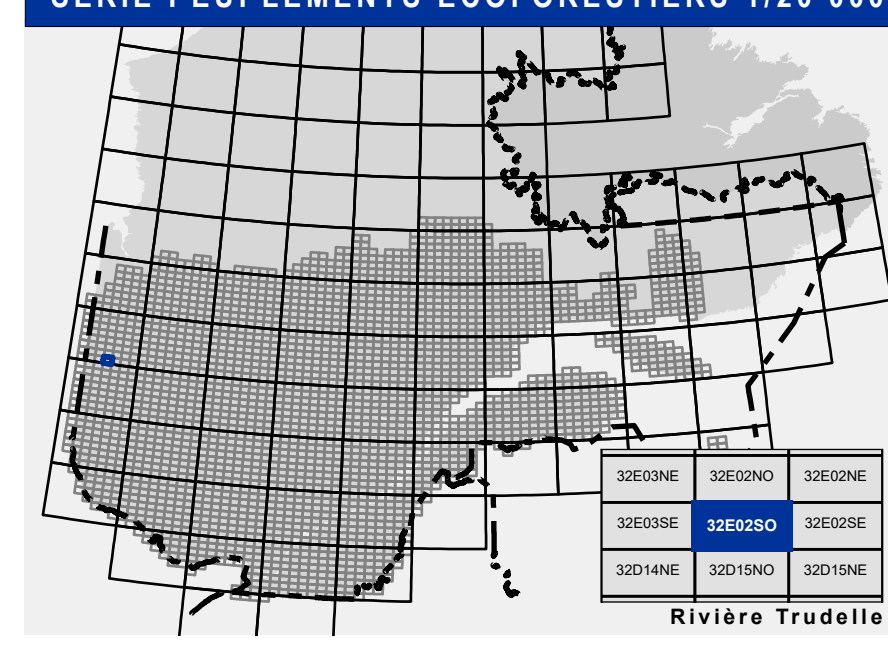 SÉRIE PEUPLEMENTS ÉCOFORESTIERS 1/20 000
32E03NE 32E02NO 32E02NE
32E03SE 32E02SO 32E02SE
32D14NE 32D15NO 32D15NE
Rivière Trudelle